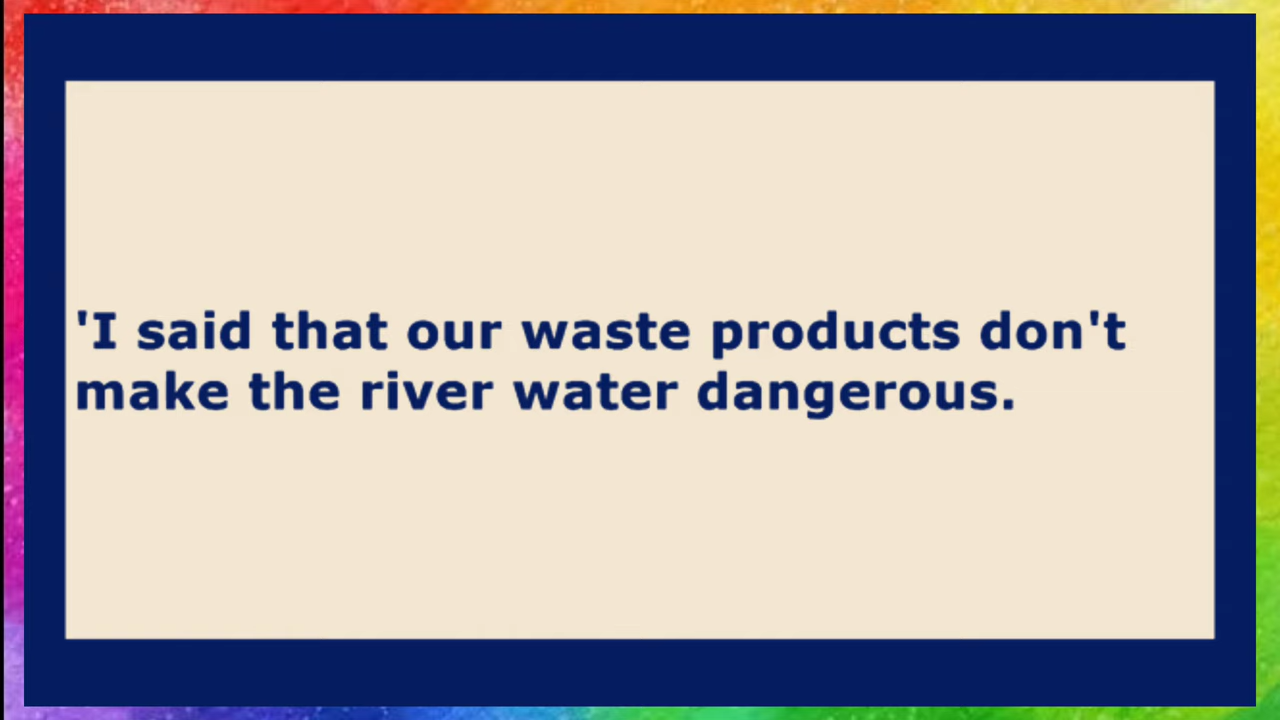 'I said that our waste products don't
make the river water dangerous.